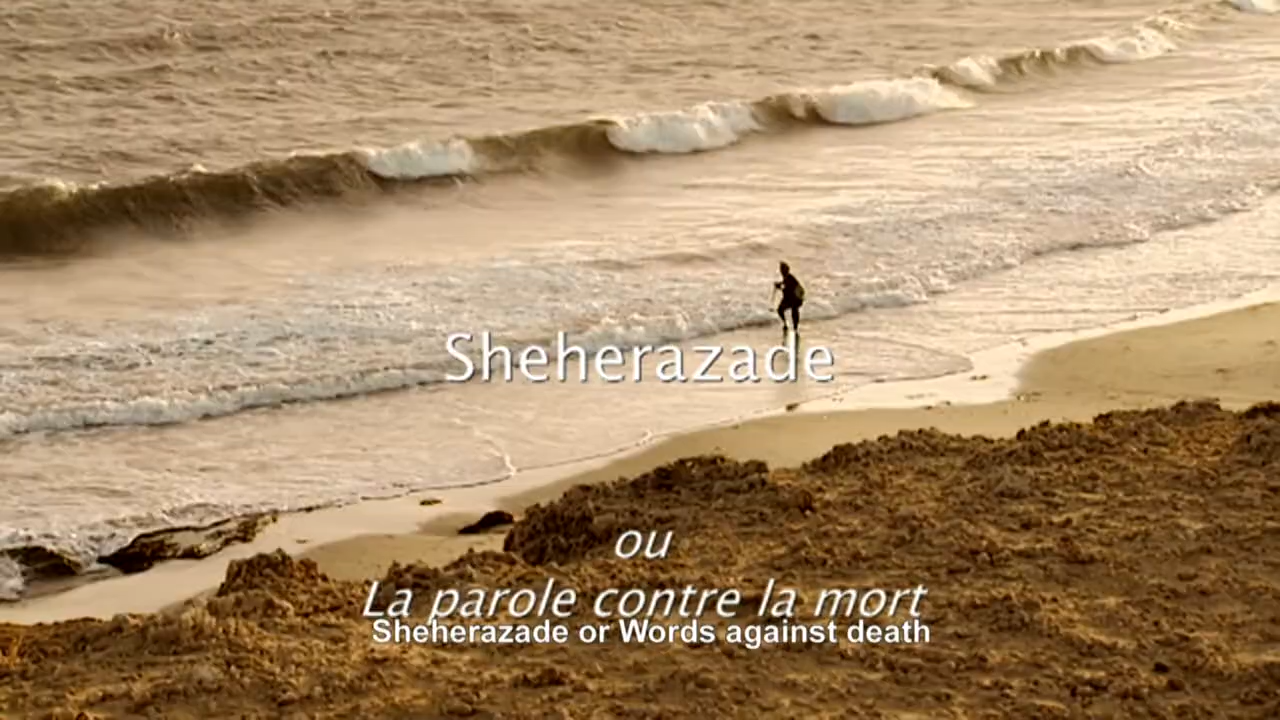 Sheherazade
ou
La parole contre la mort
Sheherazade or Words against death